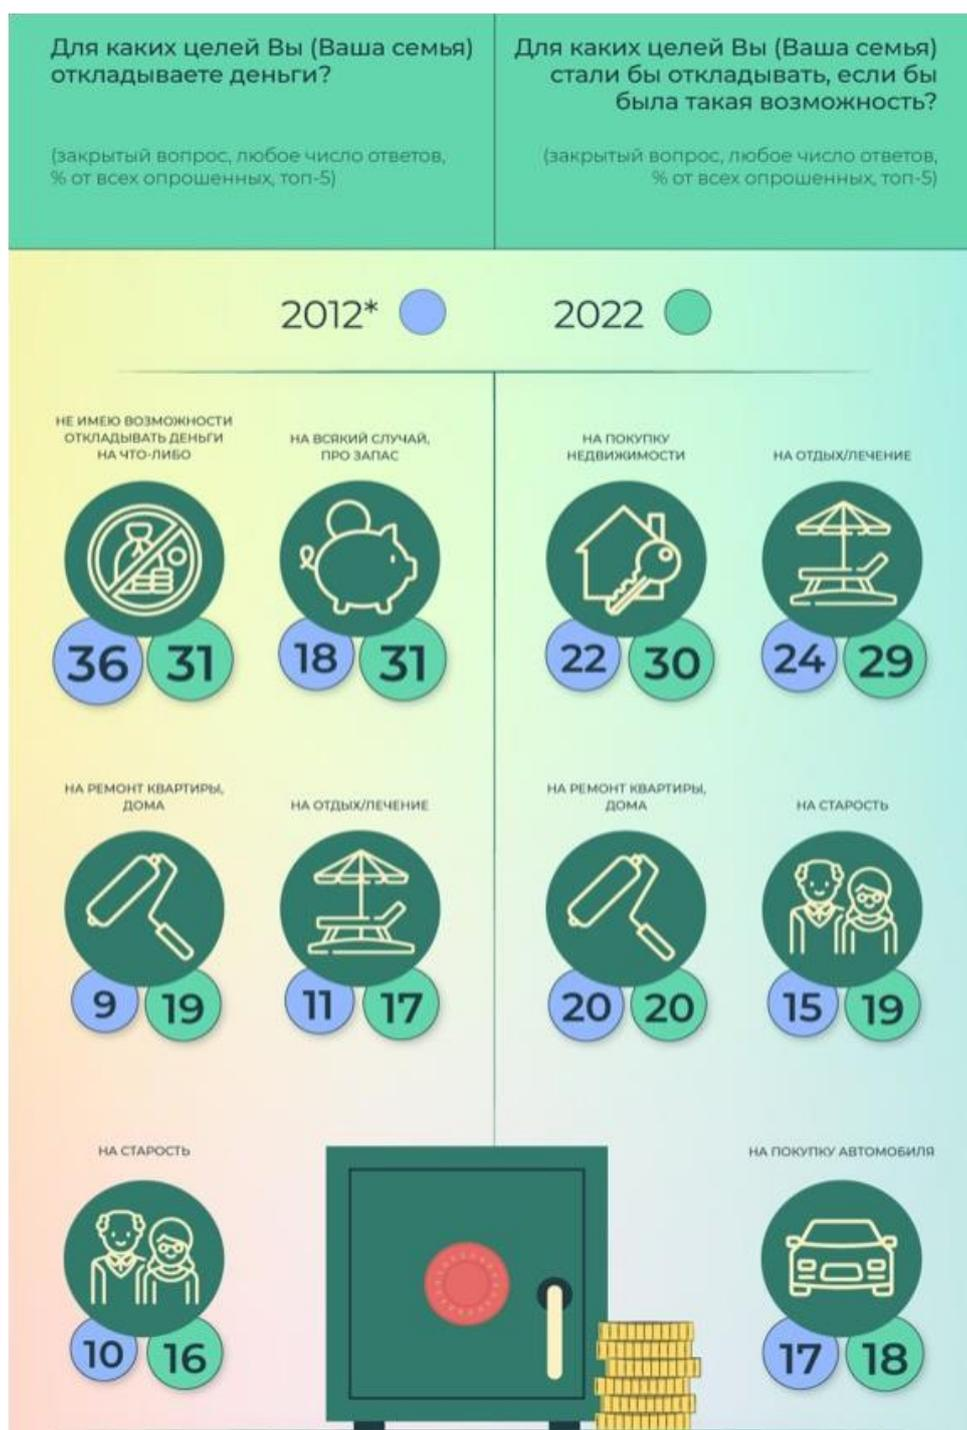 Для каких целей Вы (Ваша семья)
откладываете деньги?
(закрытый вопрос, любое число ответов,
% от всех опрошенных, топ-5)
Для каких целей Вы (Ваша семья)
стали бы откладывать, если бы
была такая возможность?
(закрытый вопрос, любое число ответов,
% от всех опрошенных, топ-5)
2012*
2022
НЕ ИМЕЮ ВОЗМОЖНОСТИ
ОТКЛАДЫВАТЬ ДЕНЬГИ
НА ЧТО-ЛИБО
36 31
НА ВСЯКИЙ СЛУЧАЙ,
ПРО ЗАПАС
18 31
НА ПОКУПКУ
НЕДВИЖИМОСТИ
22 30
НА ОТДЫХ/ЛЕЧЕНИЕ
24 29
НА РЕМОНТ КВАРТИРЫ,
ДОМА
9 19
НА ОТДЫХ/ЛЕЧЕНИЕ
11 17
НА РЕМОНТ КВАРТИРЫ,
ДОМА
20 20
НА СТАРОСТЬ
15 19
НА СТАРОСТЬ
10 16
НА ПОКУПКУ АВТОМОБИЛЯ
17 18